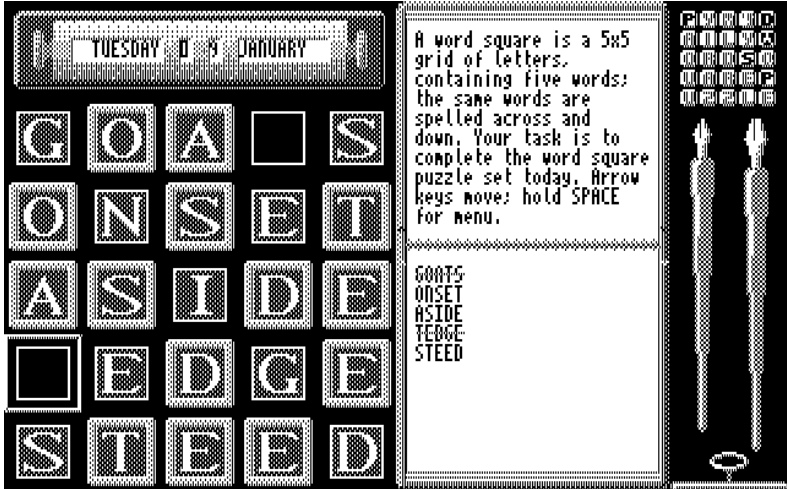 TUESDAY 0 9 JANUARY
G O A S
O N S E T
A S I D E
E D G E
S T E E D
A word square is a 5x5
grid of letters,
containing five words;
the same words are
spelled across and
down. Your task is to
complete the word square
puzzle set today. Arrow
keys move; hold SPACE
for menu.
GOATS
ONSET
ASIDE
TEDGE
STEED